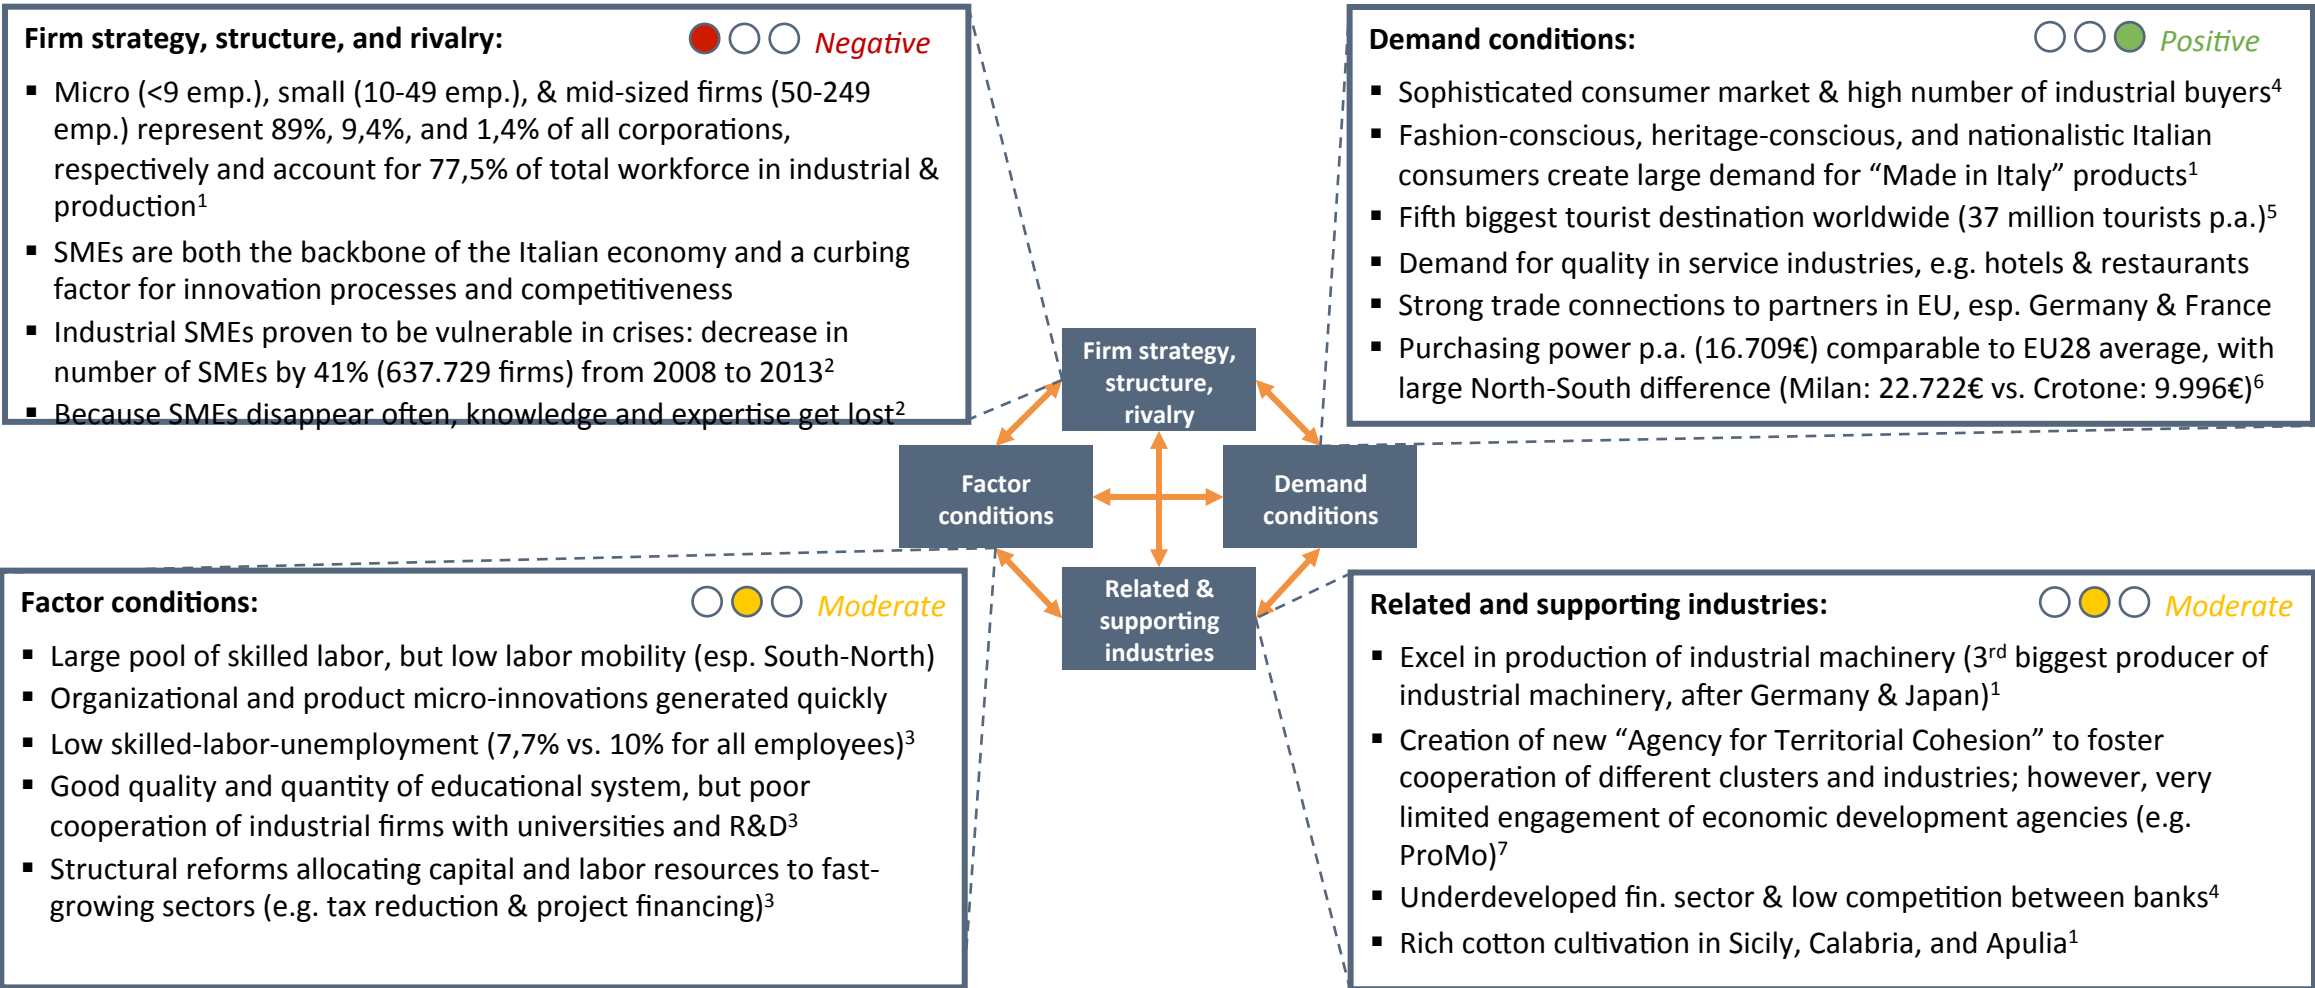 Firm strategy, structure, and rivalry:
Negative
▪ Micro (<9 emp.), small (10-49 emp.), & mid-sized firms (50-249
emp.) represent 89%, 9,4%, and 1,4% of all corporations,
respectively and account for 77,5% of total workforce in industrial &
production¹
▪ SMEs are both the backbone of the Italian economy and a curbing
factor for innovation processes and competitiveness
▪ Industrial SMEs proven to be vulnerable in crises: decrease in
number of SMEs by 41% (637.729 firms) from 2008 to 2013²
▪ Because SMEs disappear often, knowledge and expertise get lost²
Demand conditions:
Positive
▪ Sophisticated consumer market & high number of industrial buyers⁴
▪ Fashion-conscious, heritage-conscious, and nationalistic Italian
consumers create large demand for “Made in Italy” products¹
▪ Fifth biggest tourist destination worldwide (37 million tourists p.a.)⁵
▪ Demand for quality in service industries, e.g. hotels & restaurants
▪ Strong trade connections to partners in EU, esp. Germany & France
▪ Purchasing power p.a. (16.709€) comparable to EU28 average, with
large North-South difference (Milan: 22.722€ vs. Crotone: 9.996€)⁶
Firm strategy,
structure,
rivalry
Factor
conditions
Demand
conditions
Related &
supporting
industries
Factor conditions:
Moderate
▪ Large pool of skilled labor, but low labor mobility (esp. South-North)
▪ Organizational and product micro-innovations generated quickly
▪ Low skilled-labor-unemployment (7,7% vs. 10% for all employees)³
▪ Good quality and quantity of educational system, but poor
cooperation of industrial firms with universities and R&D³
▪ Structural reforms allocating capital and labor resources to fast-
growing sectors (e.g. tax reduction & project financing)³
Related and supporting industries:
Moderate
▪ Excel in production of industrial machinery (3ʳᵈ biggest producer of
industrial machinery, after Germany & Japan)¹
▪ Creation of new “Agency for Territorial Cohesion” to foster
cooperation of different clusters and industries; however, very
limited engagement of economic development agencies (e.g.
ProMo)⁷
▪ Underdeveloped fin. sector & low competition between banks⁴
▪ Rich cotton cultivation in Sicily, Calabria, and Apulia¹